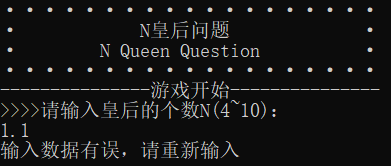 · · · · · · · · · · · · · · · · · · · ·
· N皇后问题 ·
· N Queen Question ·
· · · · · · · · · · · · · · · · · · · ·
---------------游戏开始---------------
>>>>请输入皇后的个数N(4~10):
1.1
输入数据有误，请重新输入